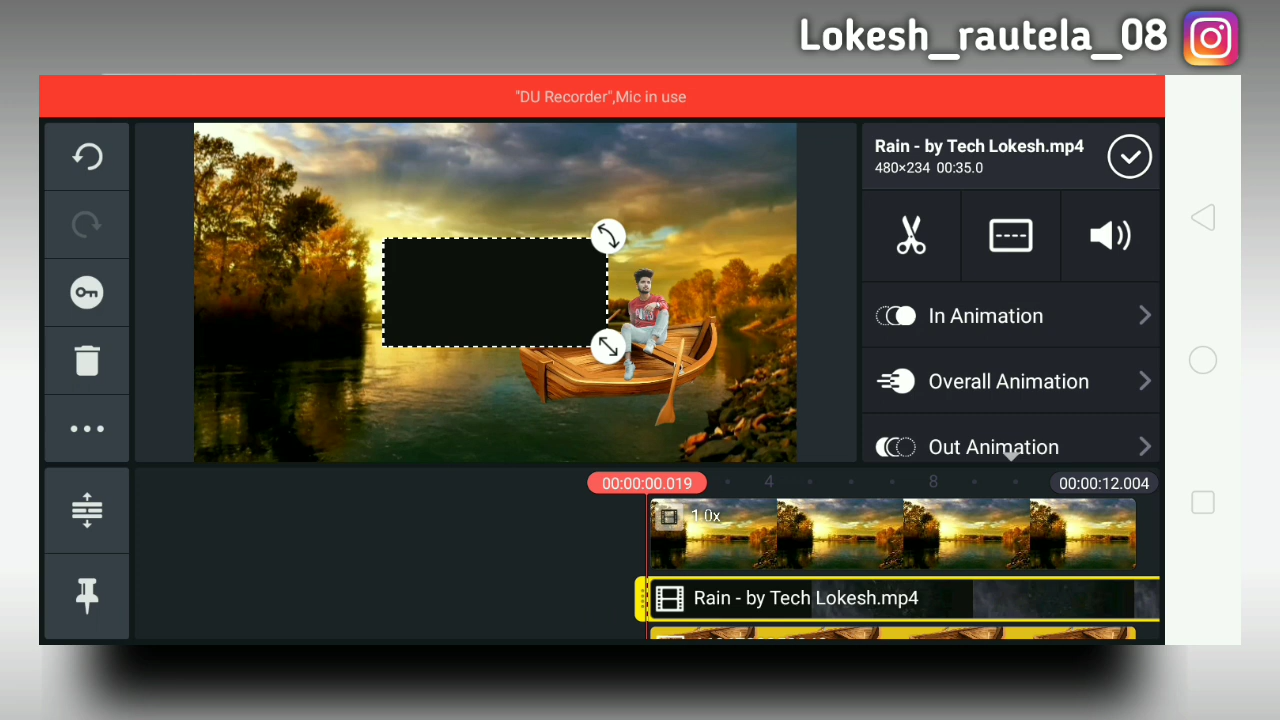 Lokesh_rautela_08
"DU Recorder",Mic in use
Rain - by Tech Lokesh.mp4
480×234 00:35.0
In Animation
Overall Animation
Out Animation
00:00:00.019
4
8
00:00:12.004
1.0x
Rain - by Tech Lokesh.mp4